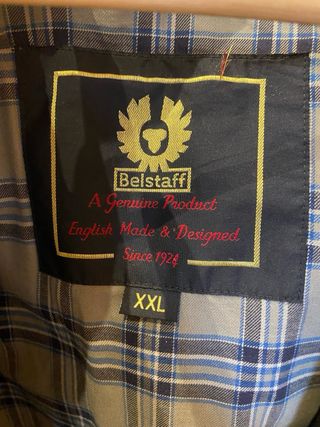 Belstaff
A Genuine Product
English Made & Designed
Since 1924
XXL